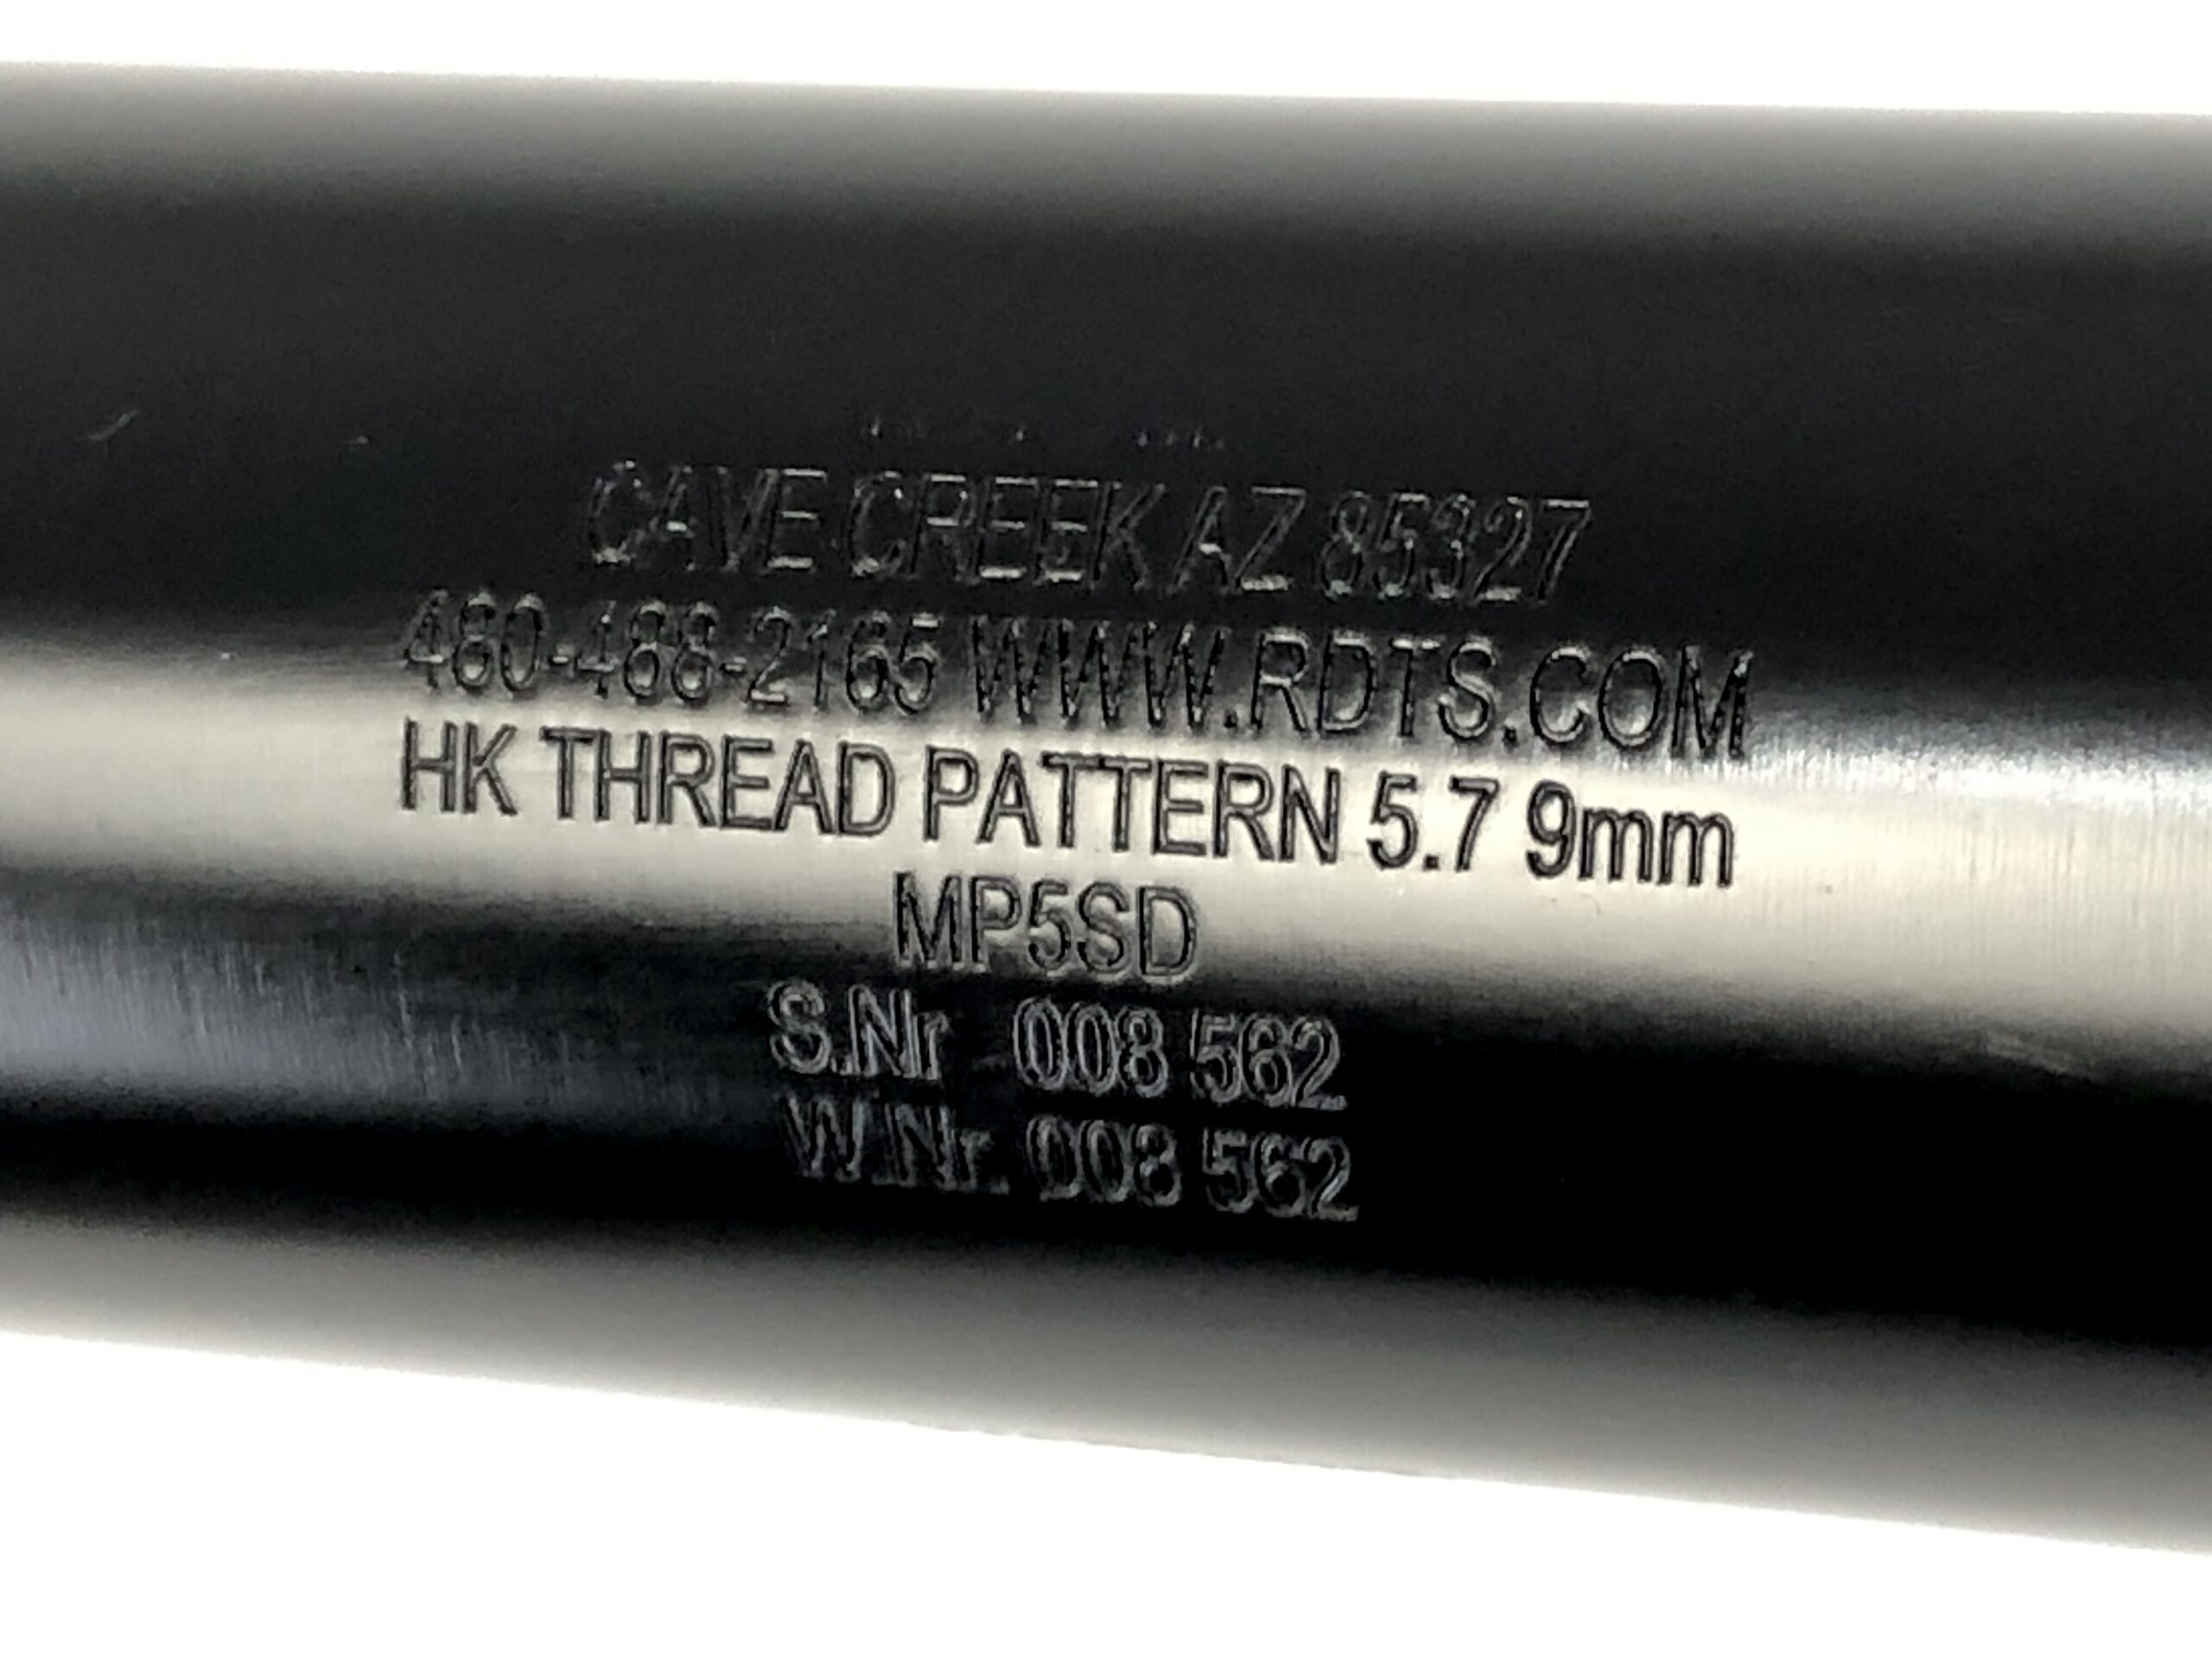 CAVE CREEK AZ 85327
480-488-2165 WWW.RDTS.COM
HK THREAD PATTERN 5.7 9mm
MP5SD
S.Nr 008 562
W.Nr. 008 562